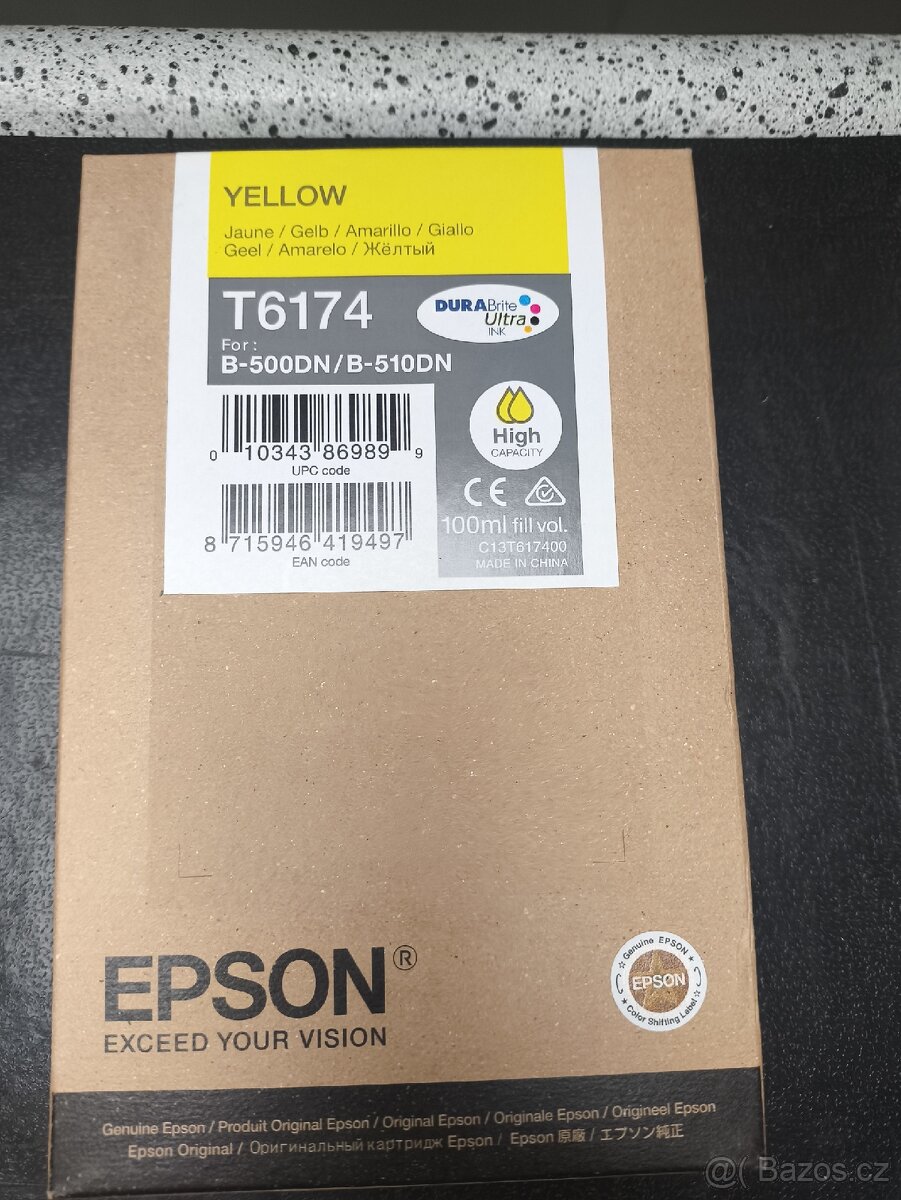 YELLOW
Jaune / Gelb / Amarillo / Giallo
Geel / Amarelo / Жёлтый
T6174
DURABrite
Ultra
INK
For:
B-500DN/B-510DN
0 10343 86989 9
UPC code
High
CAPACITY
CE
8 715946 419497
EAN code
100ml fill vol.
C13T617400
MADE IN CHINA
EPSON®
EXCEED YOUR VISION
Genuine EPSON
EPSON
Color Shifting Label
Genuine Epson / Produit Original Epson / Original Epson / Originale Epson / Origineel Epson
Epson Original / Оригинальный картридж Epson / Epson 原廠 / エプソン純正
@( Bazos.cz